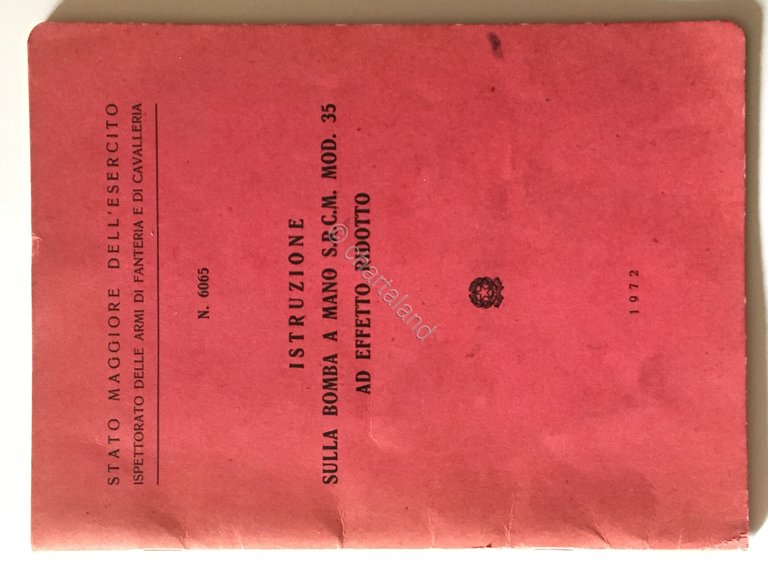 STATO MAGGIORE DELL'ESERCITO
ISPETTORATO DELLE ARMI DI FANTERIA E DI CAVALLERIA
N. 6065
ISTRUZIONE
SULLA BOMBA A MANO S.R.C.M. MOD. 35
AD EFFETTO RIDOTTO
1972
© Chartaland